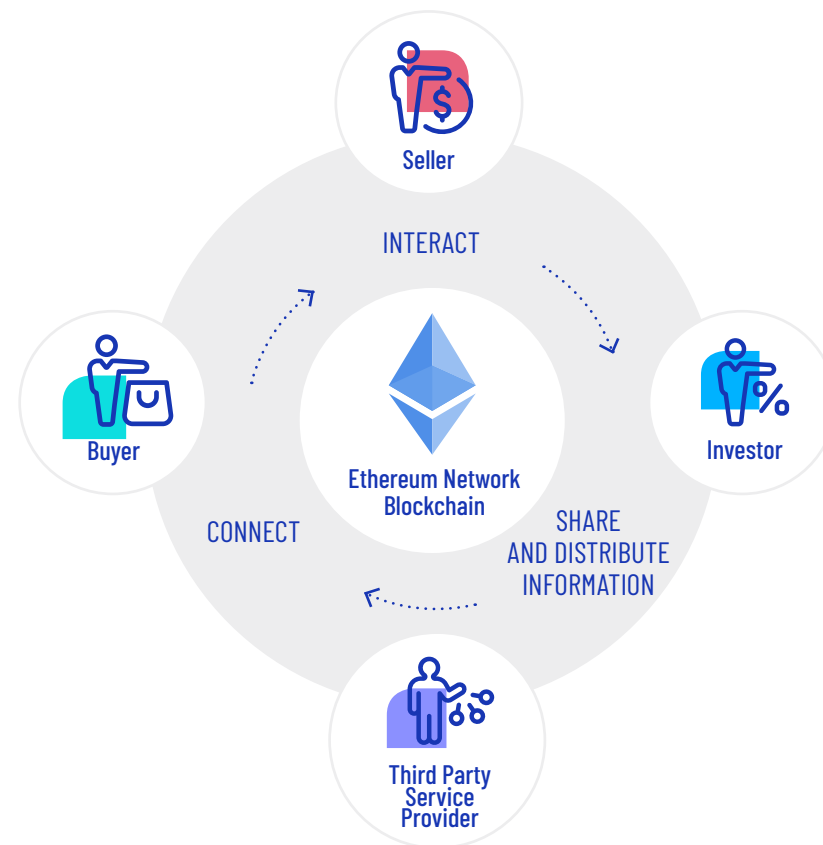 Seller
INTERACT
Buyer
Investor
Ethereum Network
Blockchain
CONNECT
SHARE
AND DISTRIBUTE
INFORMATION
Third Party
Service
Provider